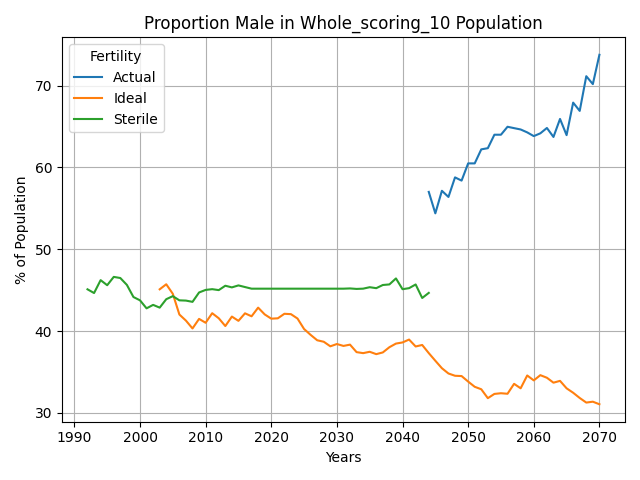 Proportion Male in Whole_scoring_10 Population
Fertility
Actual
Ideal
Sterile
% of Population
70
60
50
40
30
1990 2000 2010 2020 2030 2040 2050 2060 2070
Years